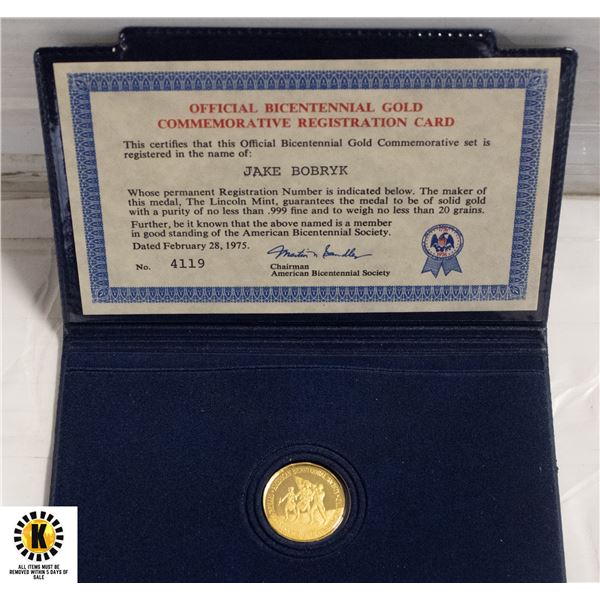 OFFICIAL BICENTENNIAL GOLD
COMMEMORATIVE REGISTRATION CARD
This certifies that this Official Bicentennial Gold Commemorative set is
registered in the name of:
JAKE BOBRYK
Whose permanent Registration Number is indicated below. The maker of
this medal, The Lincoln Mint, guarantees the medal to be of solid gold
with a purity of no less than .999 fine and to weigh no less than 20 grains.
Further, be it known that the above named is a member
in good standing of the American Bicentennial Society.
Dated February 28, 1975.
No. 4119
Chairman
American Bicentennial Society
AMERICAN BICENTENNIAL
K
ALL ITEMS MUST BE
REMOVED WITHIN 5 DAYS OF
SALE